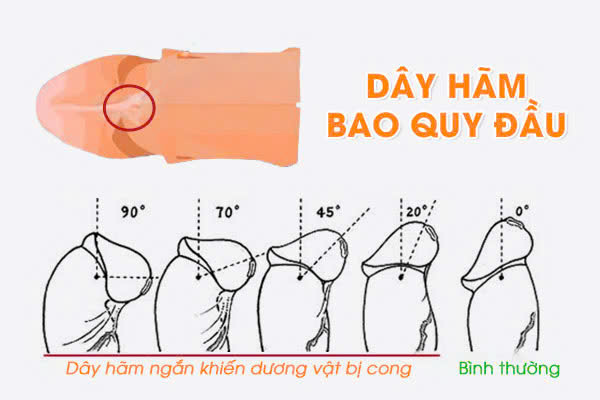 DÂY HÃM
BAO QUY ĐẦU
90° 70° 45° 20° 0°
Dây hãm ngắn khiến dương vật bị cong
Bình thường